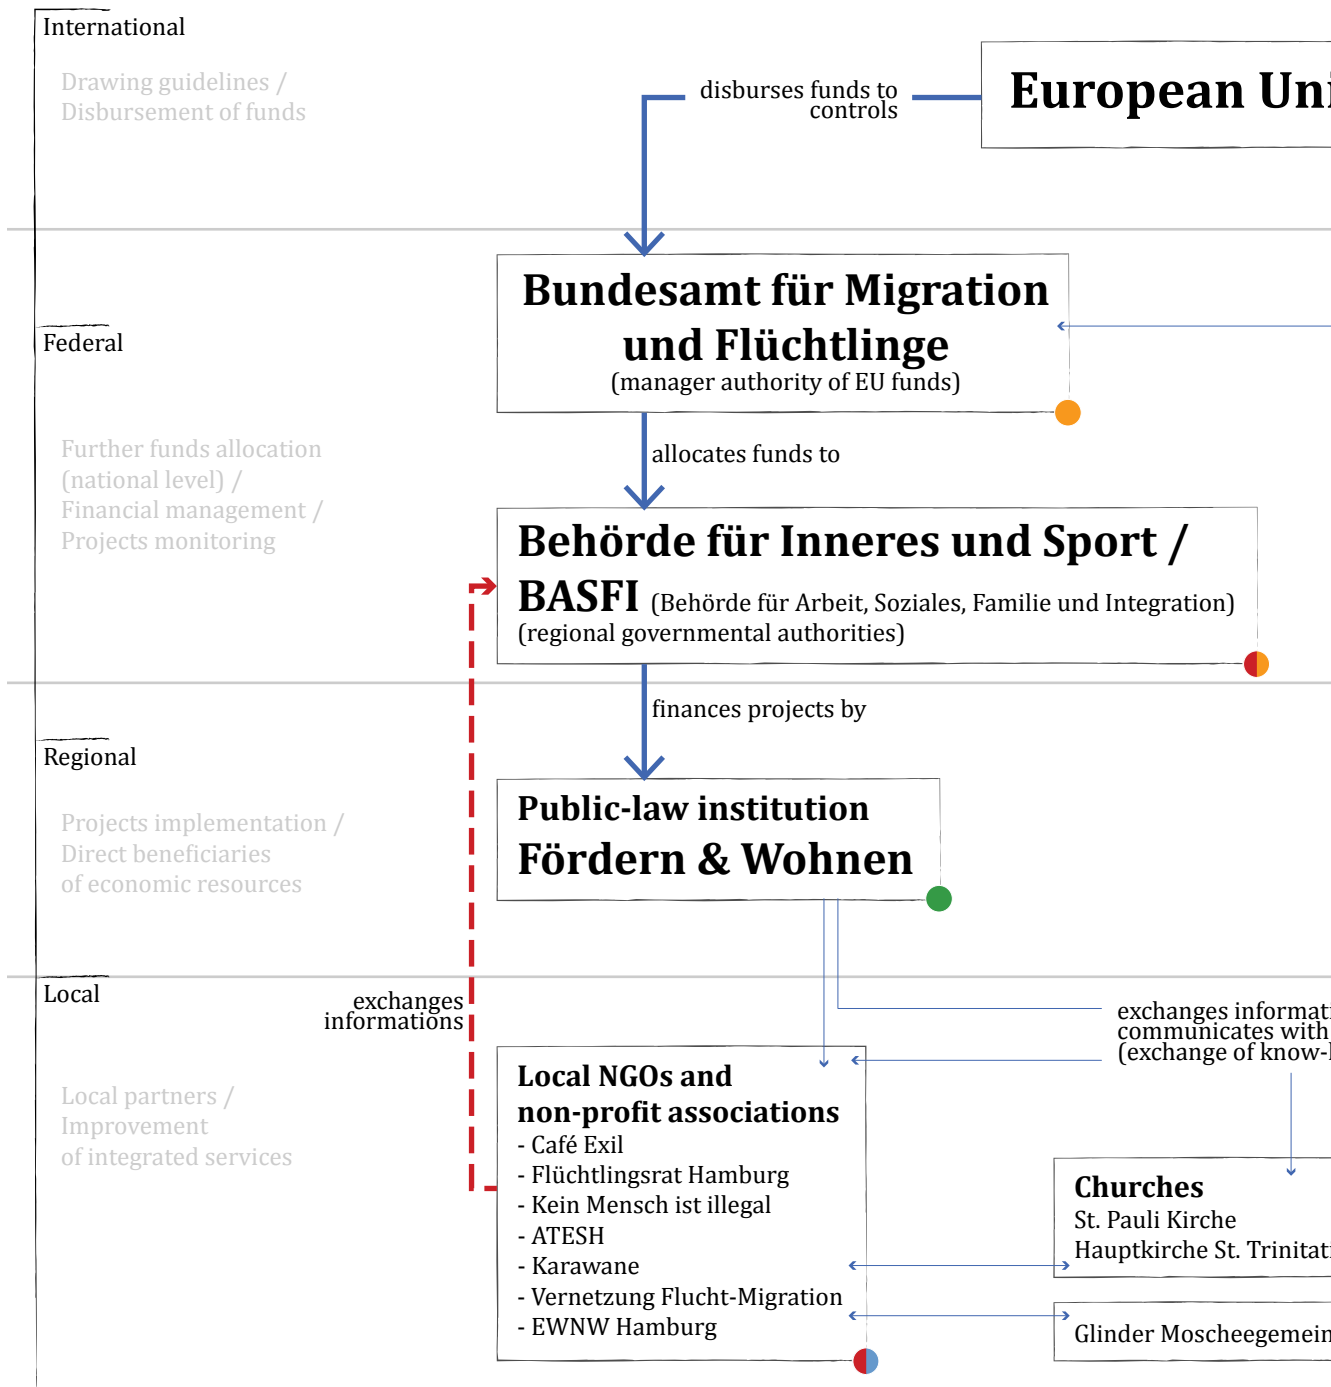 International
Drawing guidelines /
Disbursement of funds
disburses funds to
controls
European Uni
Bundesamt für Migration
und Flüchtlinge
(manager authority of EU funds)
Federal
Further funds allocation
(national level) /
Financial management /
Projects monitoring
allocates funds to
Behörde für Inneres und Sport /
BASFI (Behörde für Arbeit, Soziales, Familie und Integration)
(regional governmental authorities)
finances projects by
Regional
Projects implementation /
Direct beneficiaries
of economic resources
Public-law institution
Fördern & Wohnen
Local
Local partners /
Improvement
of integrated services
exchanges
informations
exchanges informati
communicates with
(exchange of know-
Local NGOs and
non-profit associations
- Café Exil
- Flüchtlingsrat Hamburg
- Kein Mensch ist illegal
- ATESH
- Karawane
- Vernetzung Flucht-Migration
- EWNW Hamburg
Churches
St. Pauli Kirche
Hauptkirche St. Trinitati
Glinder Moscheegemein